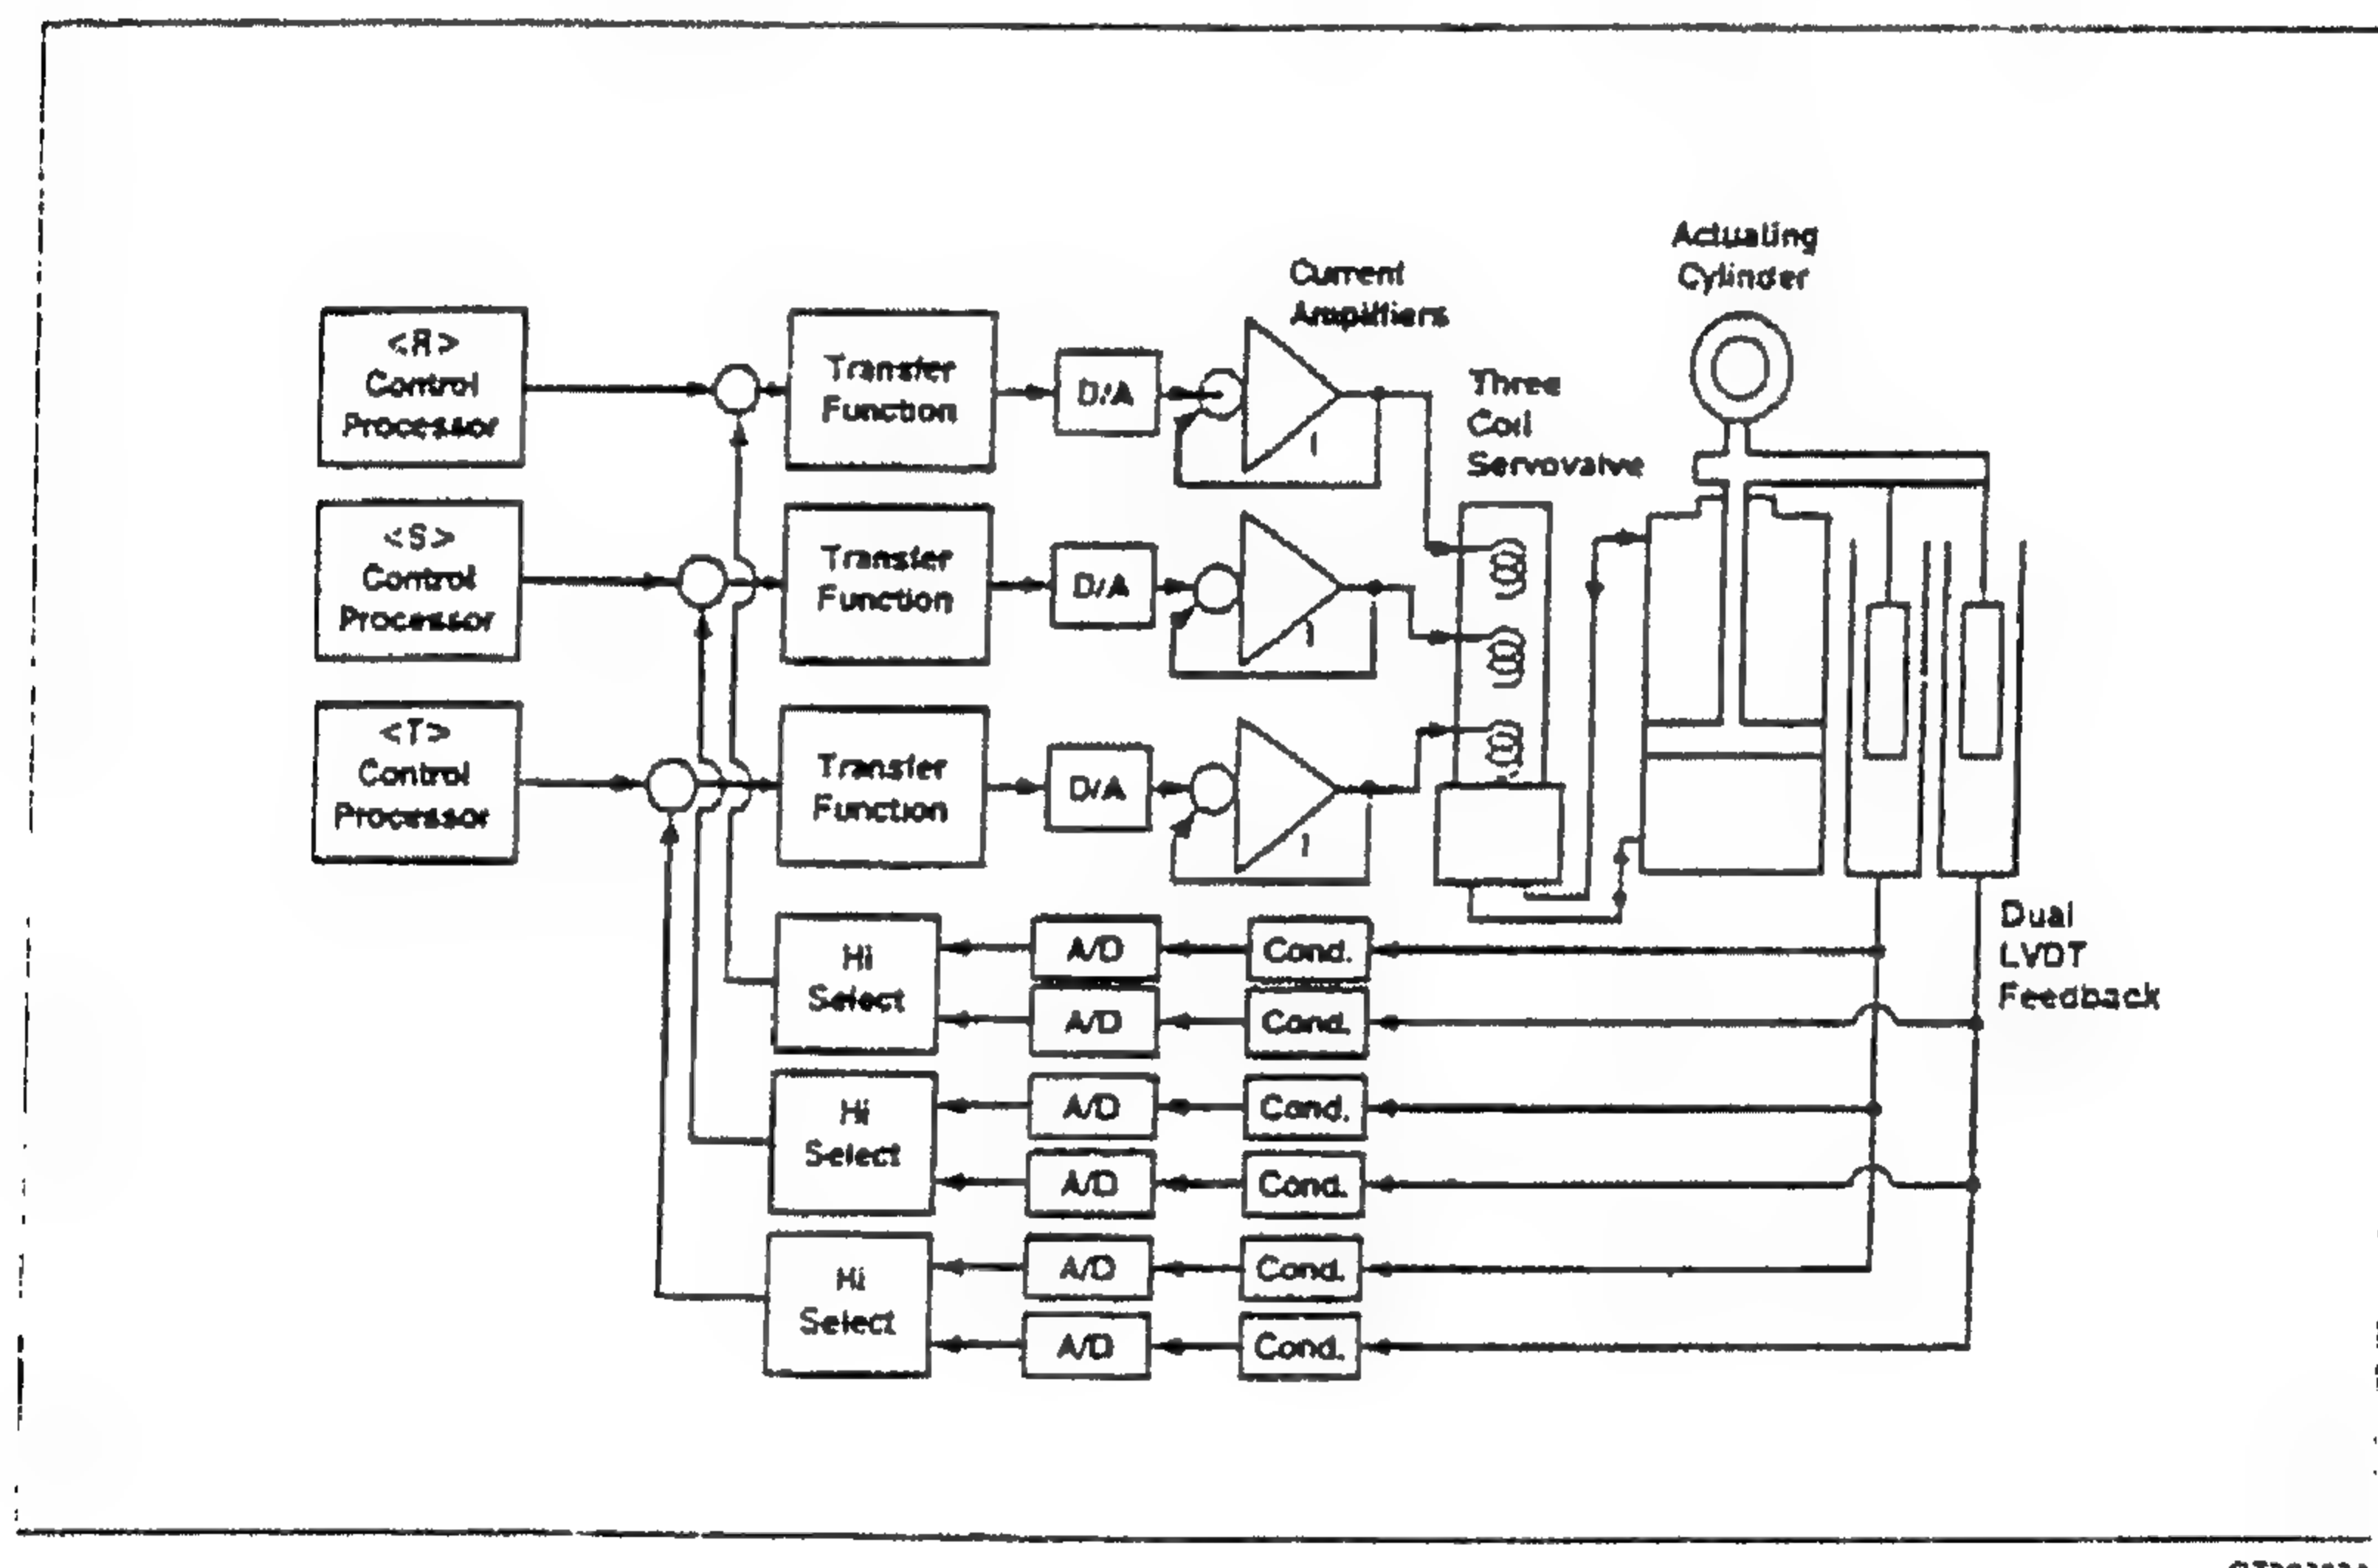 Actuating
Cylinder
Current
Amplifiers
<R>
Control
Processor
Transfer
Function
D/A
Three
Coil
Servovalve
<S>
Control
Processor
Transfer
Function
D/A
<T>
Control
Processor
Transfer
Function
D/A
Hi
Select
A/D
Cond.
A/D
Cond.
Dual
LVDT
Feedback
Hi
Select
A/D
Cond.
A/D
Cond.
Hi
Select
A/D
Cond.
A/D
Cond.